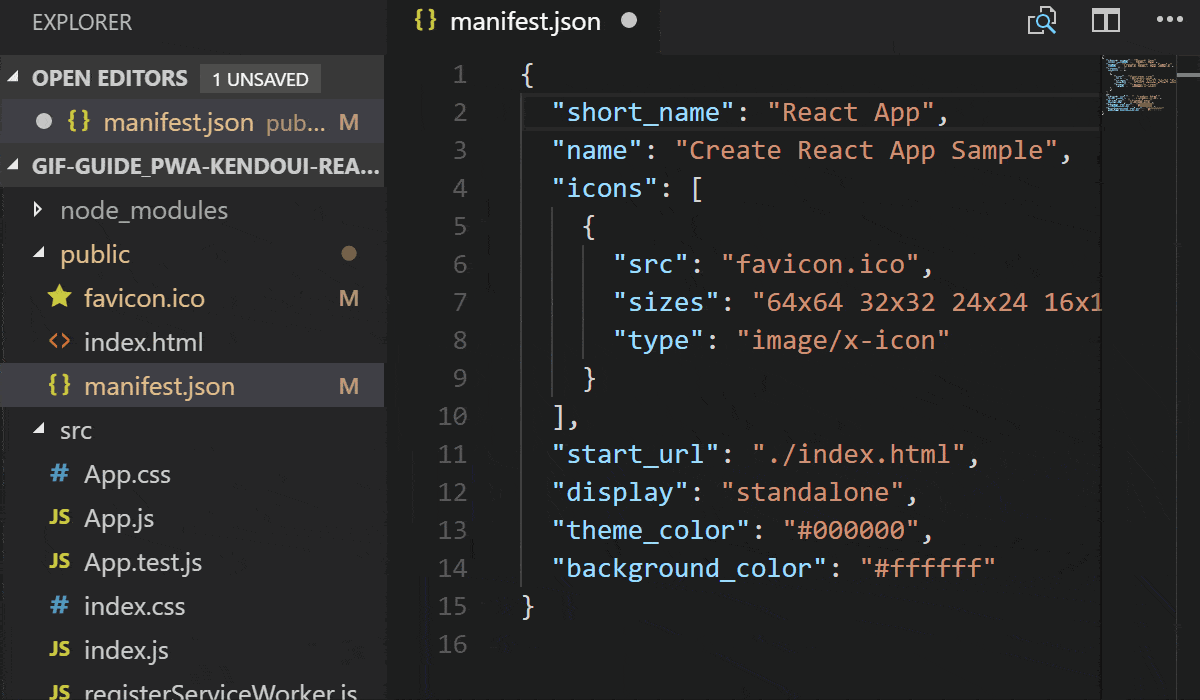 EXPLORER
OPEN EDITORS 1 UNSAVED
{} manifest.json pub... M
GIF-GUIDE_PWA-KENDOUI-REA...
node_modules
public
favicon.ico M
<> index.html
{} manifest.json M
src
# App.css
JS App.js
JS App.test.js
# index.css
JS index.js
JS registerServiceWorker.js
{} manifest.json
1 {
2 "short_name": "React App",
3 "name": "Create React App Sample",
4 "icons": [
5 {
6 "src": "favicon.ico",
7 "sizes": "64x64 32x32 24x24 16x1
8 "type": "image/x-icon"
9 }
10 ],
11 "start_url": "./index.html",
12 "display": "standalone",
13 "theme_color": "#000000",
14 "background_color": "#ffffff"
15 }
16